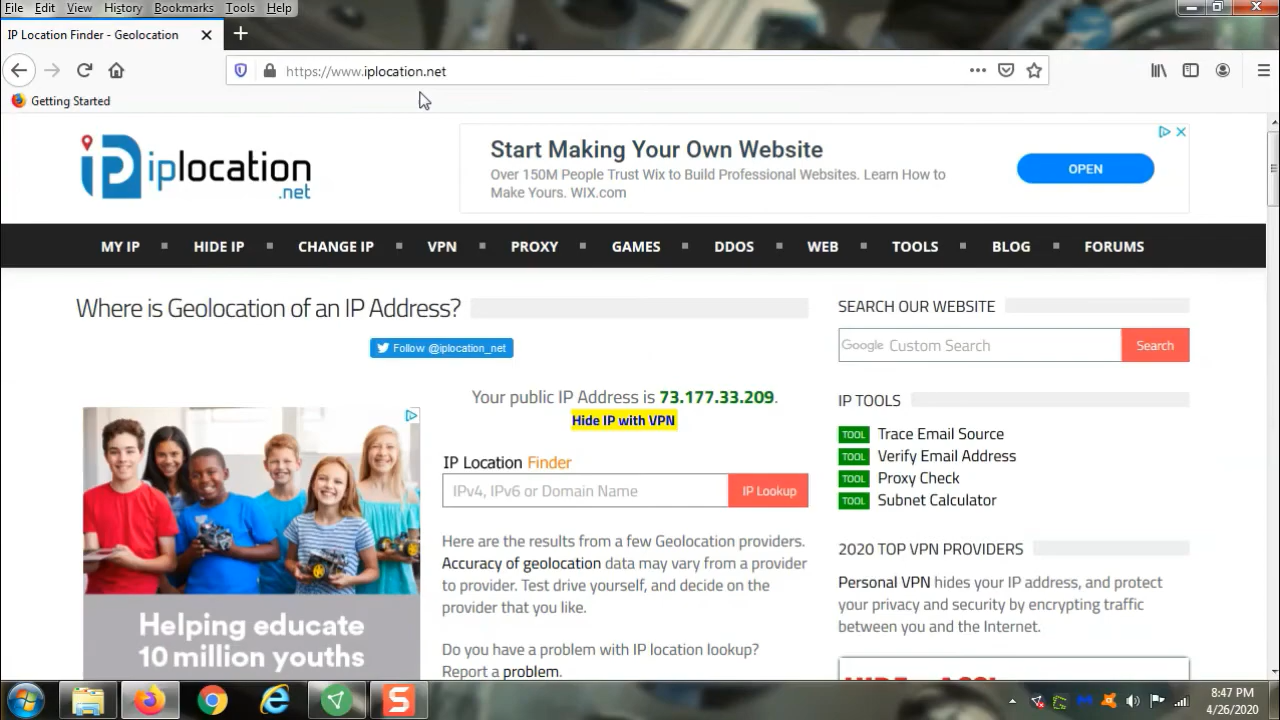 File Edit View History Bookmarks Tools Help
IP Location Finder - Geolocation
https://www.iplocation.net
Getting Started
iplocation
.net
Start Making Your Own Website
Over 150M People Trust Wix to Build Professional Websites. Learn How to
Make Yours. WIX.com
OPEN
MY IP HIDE IP CHANGE IP VPN PROXY GAMES DDOS WEB TOOLS BLOG FORUMS
Where is Geolocation of an IP Address?
Follow @iplocation_net
Your public IP Address is 73.177.33.209.
Hide IP with VPN
IP Location Finder
IPv4, IPv6 or Domain Name
IP Lookup
Here are the results from a few Geolocation providers.
Accuracy of geolocation data may vary from a provider
to provider. Test drive yourself, and decide on the
provider that you like.
Do you have a problem with IP location lookup?
Report a problem.
Helping educate
10 million youths
SEARCH OUR WEBSITE
Google Custom Search
Search
IP TOOLS
TOOL Trace Email Source
TOOL Verify Email Address
TOOL Proxy Check
TOOL Subnet Calculator
2020 TOP VPN PROVIDERS
Personal VPN hides your IP address, and protect
your privacy and security by encrypting traffic
between you and the Internet.
8:47 PM
4/26/2020